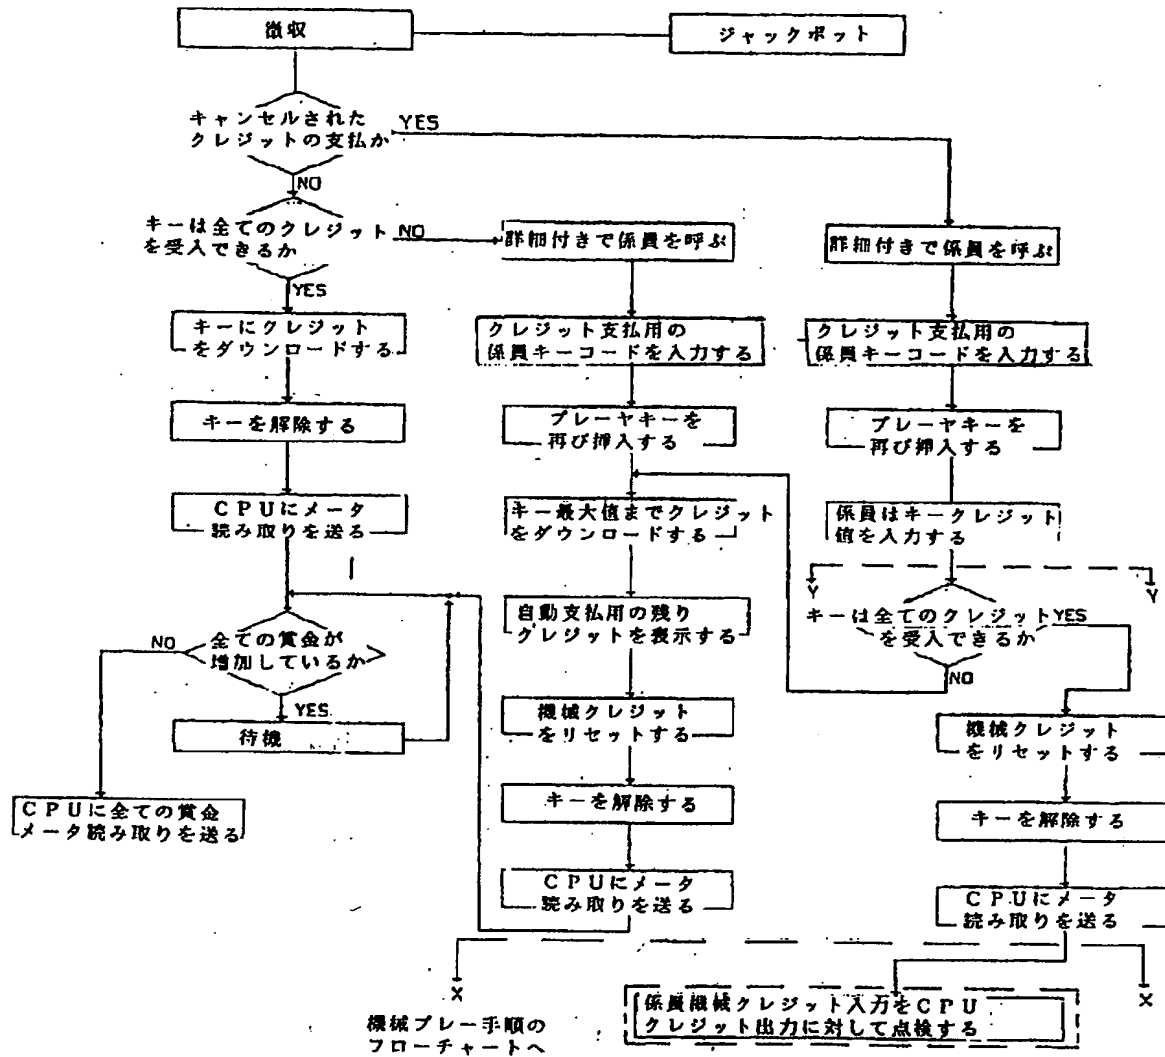 徴収
ジャックポット
キャンセルされた
クレジットの支払か
YES
NO
キーは全てのクレジット
を受入できるか
NO
YES
詳細付きで係員を呼ぶ
詳細付きで係員を呼ぶ
キーにクレジット
をダウンロードする
クレジット支払用の
係員キーコードを入力する
クレジット支払用の
係員キーコードを入力する
キーを解除する
プレーヤキーを
再び挿入する
プレーヤキーを
再び挿入する
CPUにメータ
読み取りを送る
キー最大値までクレジット
をダウンロードする
係員はキークレジット
値を入力する
Y
Y
全ての賞金が
増加しているか
NO
YES
自動支払用の残り
クレジットを表示する
キーは全てのクレジット
を受入できるか
YES
NO
待機
機械クレジット
をリセットする
機械クレジット
をリセットする
CPUに全ての賞金
メータ読み取りを送る
キーを解除する
キーを解除する
CPUにメータ
読み取りを送る
CPUにメータ
読み取りを送る
X
X
係員機械クレジット入力をCPU
クレジット出力に対して点検する
機械プレー手順の
フローチャートへ